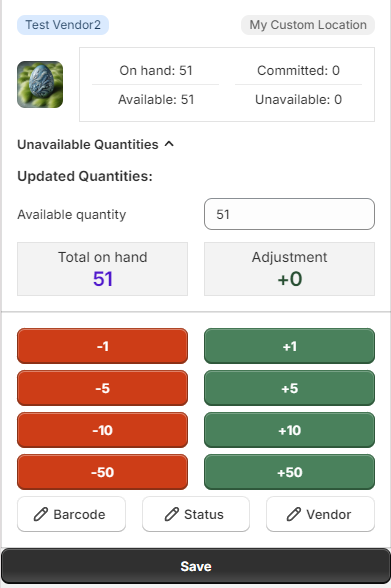 Test Vendor2 My Custom Location
On hand: 51 Committed: 0
Available: 51 Unavailable: 0
Unavailable Quantities
Updated Quantities:
Available quantity 51
Total on hand Adjustment
51 +0
-1 +1
-5 +5
-10 +10
-50 +50
Barcode Status Vendor
Save